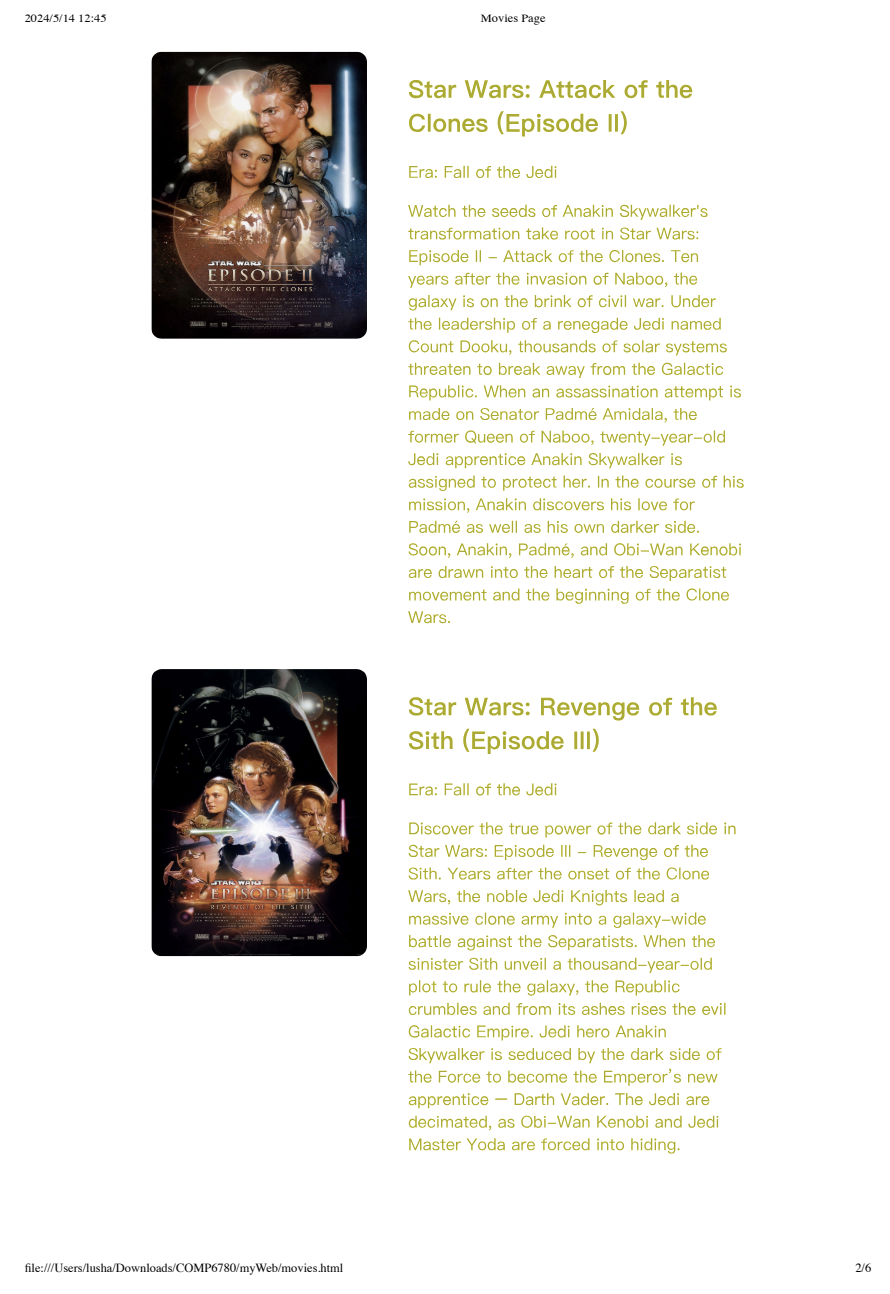 2024/5/14 12:45
Movies Page
STAR WARS
EPISODE II
ATTACK OF THE CLONES
Star Wars: Attack of the
Clones (Episode II)
Era: Fall of the Jedi
Watch the seeds of Anakin Skywalker's
transformation take root in Star Wars:
Episode II – Attack of the Clones. Ten
years after the invasion of Naboo, the
galaxy is on the brink of civil war. Under
the leadership of a renegade Jedi named
Count Dooku, thousands of solar systems
threaten to break away from the Galactic
Republic. When an assassination attempt is
made on Senator Padmé Amidala, the
former Queen of Naboo, twenty-year-old
Jedi apprentice Anakin Skywalker is
assigned to protect her. In the course of his
mission, Anakin discovers his love for
Padmé as well as his own darker side.
Soon, Anakin, Padmé, and Obi-Wan Kenobi
are drawn into the heart of the Separatist
movement and the beginning of the Clone
Wars.
STAR WARS
EPISODE III
REVENGE OF THE SITH
Star Wars: Revenge of the
Sith (Episode III)
Era: Fall of the Jedi
Discover the true power of the dark side in
Star Wars: Episode III – Revenge of the
Sith. Years after the onset of the Clone
Wars, the noble Jedi Knights lead a
massive clone army into a galaxy-wide
battle against the Separatists. When the
sinister Sith unveil a thousand-year-old
plot to rule the galaxy, the Republic
crumbles and from its ashes rises the evil
Galactic Empire. Jedi hero Anakin
Skywalker is seduced by the dark side of
the Force to become the Emperor’s new
apprentice — Darth Vader. The Jedi are
decimated, as Obi-Wan Kenobi and Jedi
Master Yoda are forced into hiding.
file:///Users/lusha/Downloads/COMP6780/myWeb/movies.html
2/6